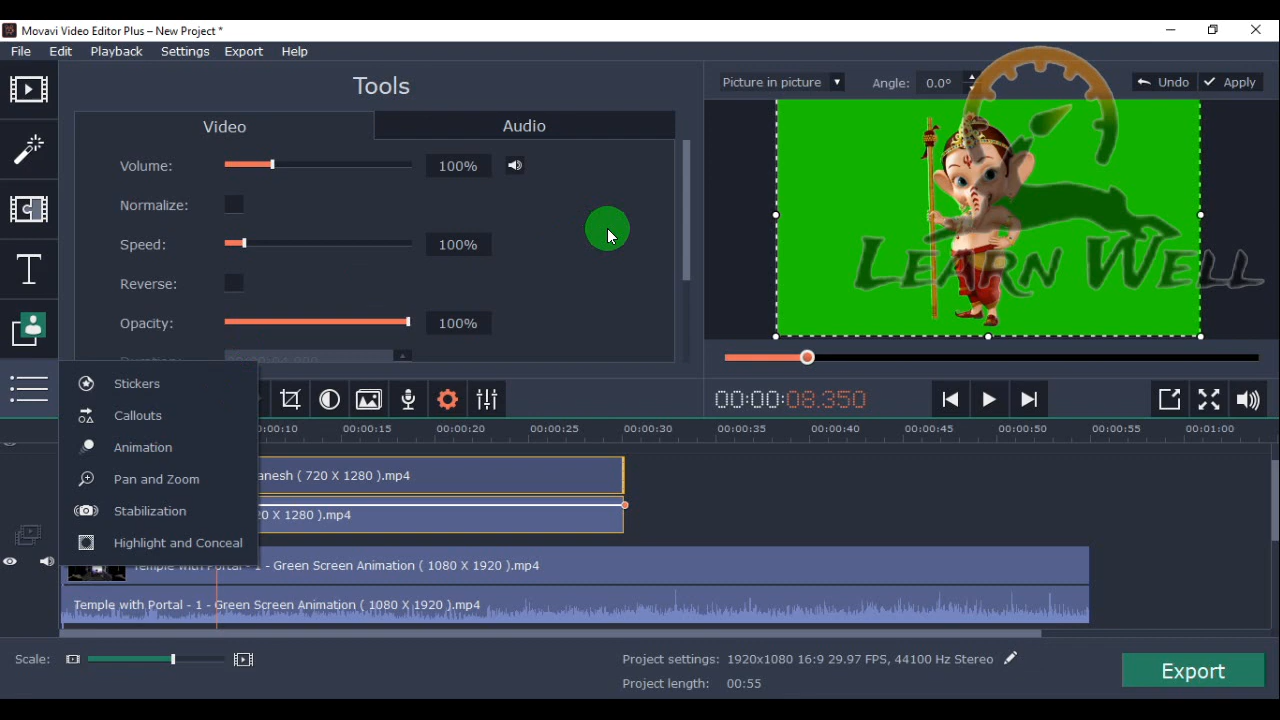 Movavi Video Editor Plus – New Project *
File Edit Playback Settings Export Help
Tools
Picture in picture
Angle: 0.0°
Undo
Apply
Video
Audio
Volume: 100%
Normalize:
Speed: 100%
Reverse:
Opacity: 100%
Duration: 00:00:04.000
LEARN WELL
Stickers
Callouts
Animation
Pan and Zoom
Stabilization
Highlight and Conceal
00:00:08.350
0:00:10 00:00:15 00:00:20 00:00:25 00:00:30 00:00:35 00:00:40 00:00:45 00:00:50 00:00:55 00:01:00
anesh ( 720 X 1280 ).mp4
20 X 1280 ).mp4
Temple with Portal - 1 - Green Screen Animation ( 1080 X 1920 ).mp4
Temple with Portal - 1 - Green Screen Animation ( 1080 X 1920 ).mp4
Scale:
Project settings: 1920x1080 16:9 29.97 FPS, 44100 Hz Stereo
Project length: 00:55
Export